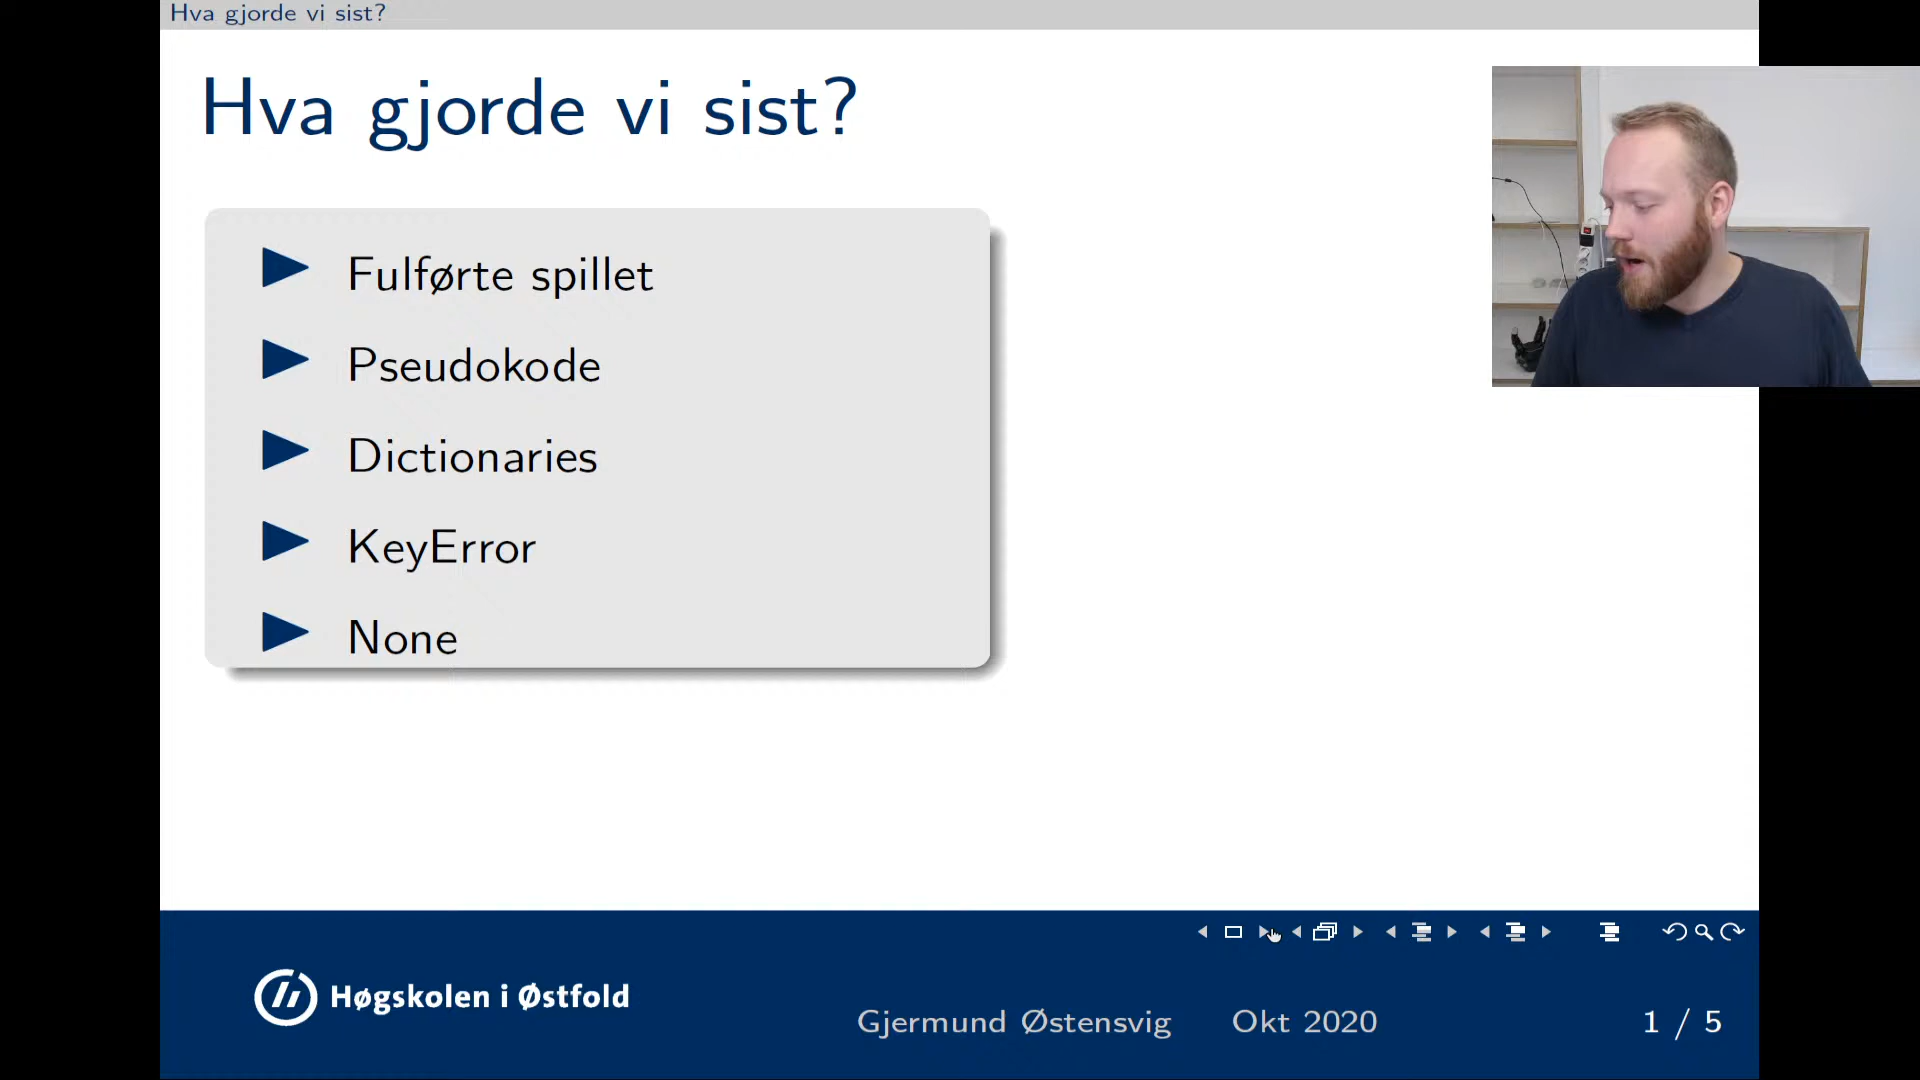 Hva gjorde vi sist?
Hva gjorde vi sist?
Fulførte spillet
Pseudokode
Dictionaries
KeyError
None
Høgskolen i Østfold
Gjermund Østensvig Okt 2020 1 / 5